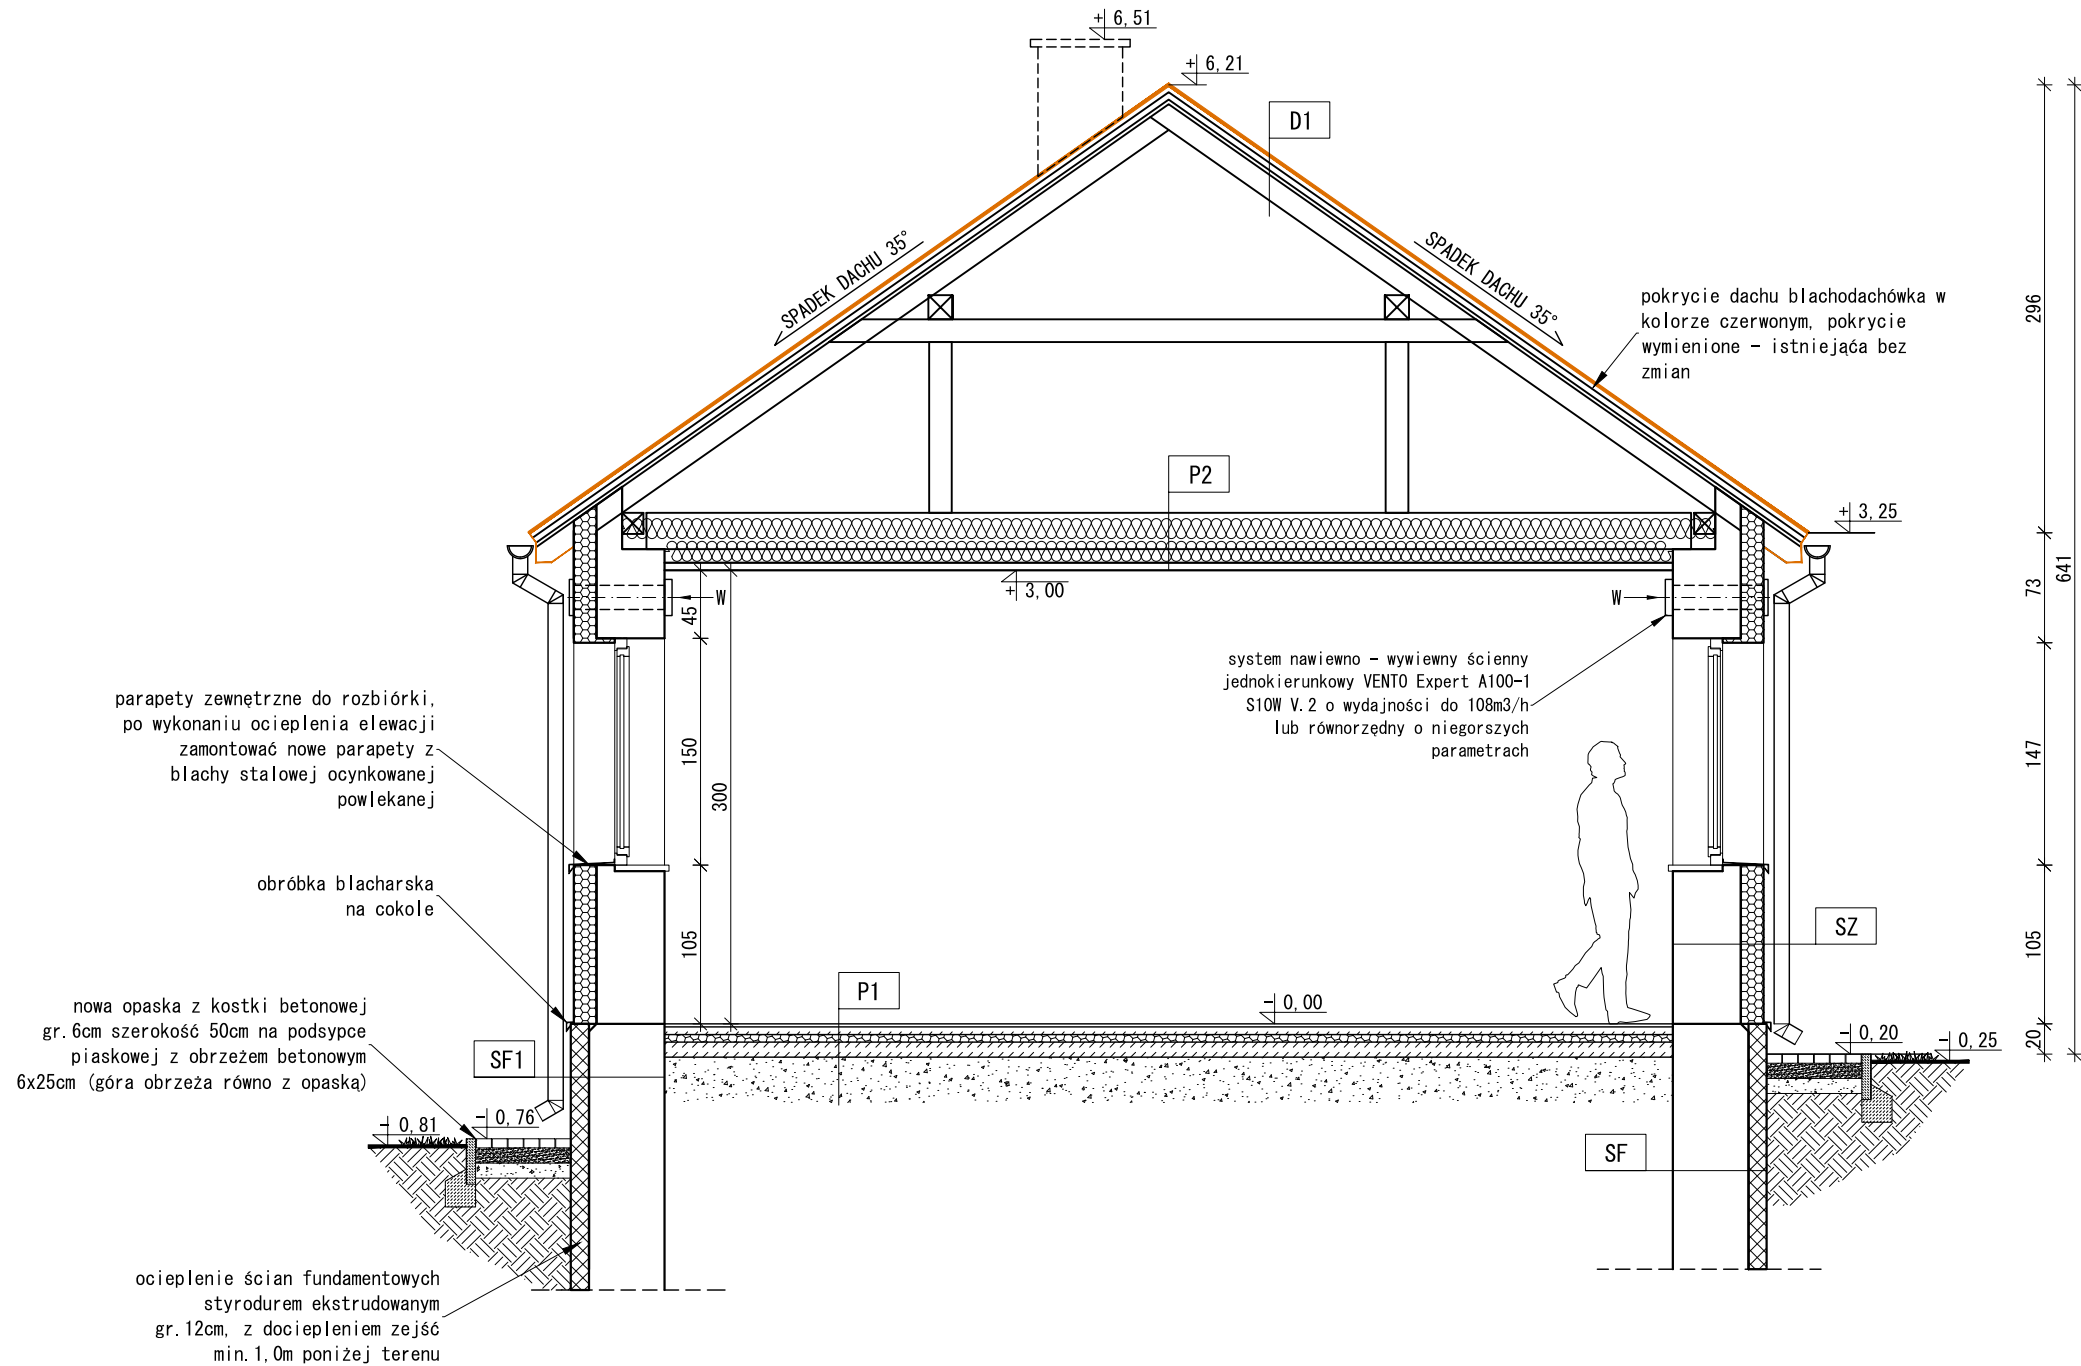 + 6,51
+ 6,21
D1
SPADEK DACHU 35°
SPADEK DACHU 35°
pokrycie dachu blachodachówka w
kolorze czerwonym, pokrycie
wymienione – istniejąća bez
zmian
296
P2
+ 3,25
641
+ 3,00
W
W
45
73
system nawiewno – wywiewny ścienny
jednokierunkowy VENTO Expert A100-1
S10W V.2 o wydajności do 108m3/h
lub równorzędny o niegorszych
parametrach
parapety zewnętrzne do rozbiórki,
po wykonaniu ocieplenia elewacji
zamontować nowe parapety z
blachy stalowej ocynkowanej
powlekanej
150
300
147
obróbka blacharska
na cokole
105
SZ
105
P1
- 0,00
nowa opaska z kostki betonowej
gr.6cm szerokość 50cm na podsypce
piaskowej z obrzeżem betonowym
6x25cm (góra obrzeża równo z opaską)
SF1
- 0,20
- 0,25
20
- 0,81
- 0,76
SF
ocieplenie ścian fundamentowych
styrodurem ekstrudowanym
gr.12cm, z dociepleniem zejść
min.1,0m poniżej terenu